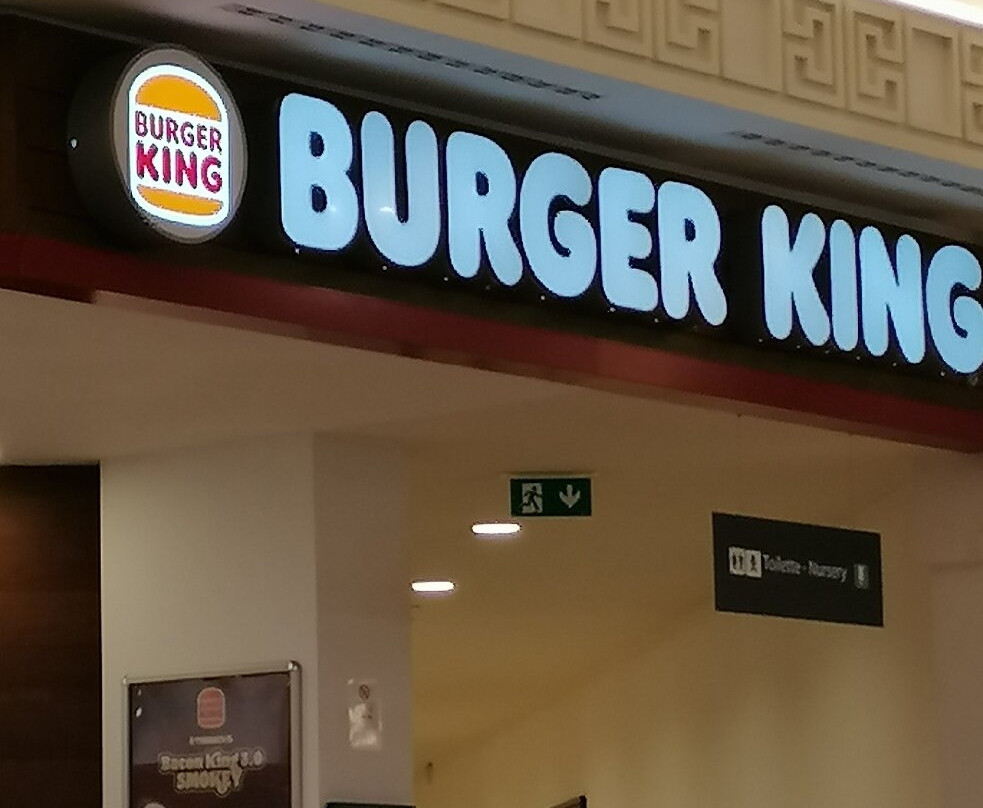 BURGER
KING
BURGER KING
Toilette - Nursery
Bacon King 3.0
SMOKEY